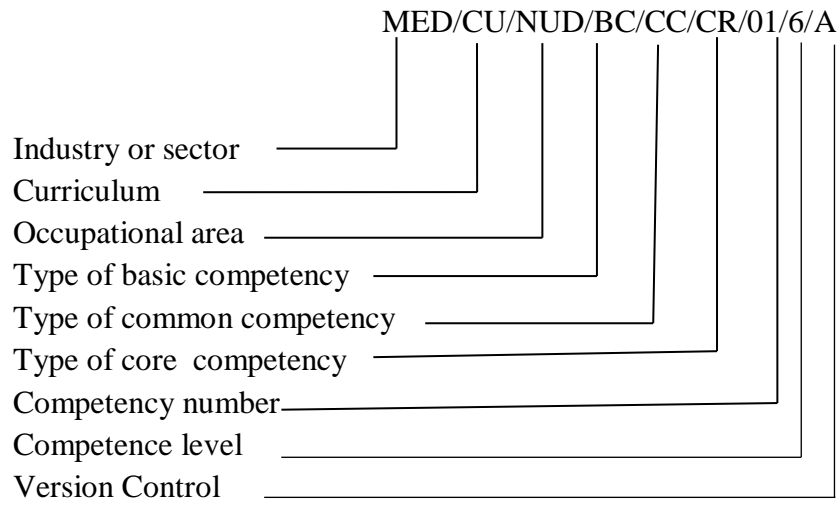 MED/CU/NUD/BC/CC/CR/01/6/A
Industry or sector
Curriculum
Occupational area
Type of basic competency
Type of common competency
Type of core competency
Competency number
Competence level
Version Control